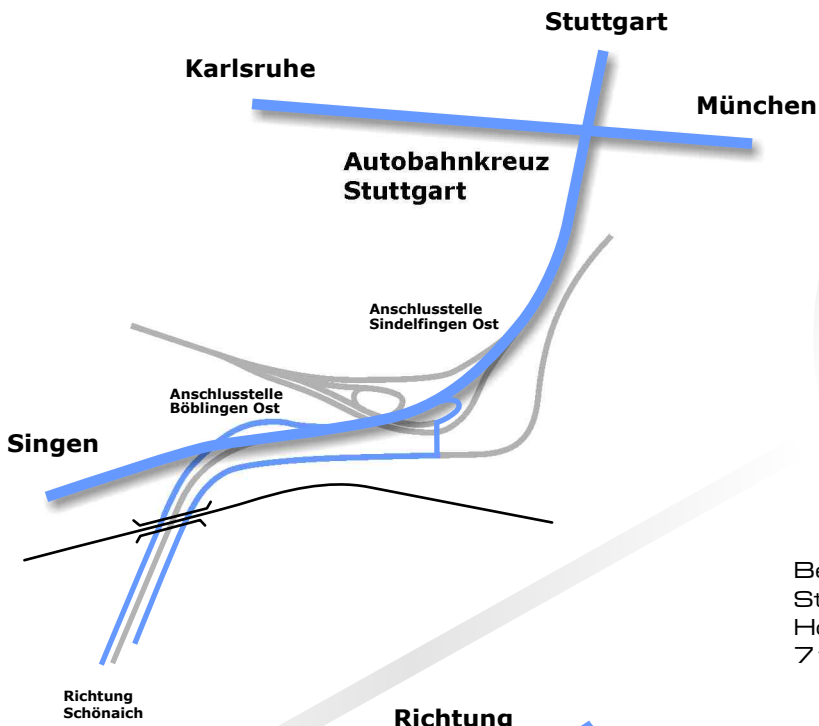 Stuttgart
Karlsruhe
München
Autobahnkreuz
Stuttgart
Anschlusstelle
Sindelfingen Ost
Anschlusstelle
Böblingen Ost
Singen
Richtung
Schönaich
Richtung